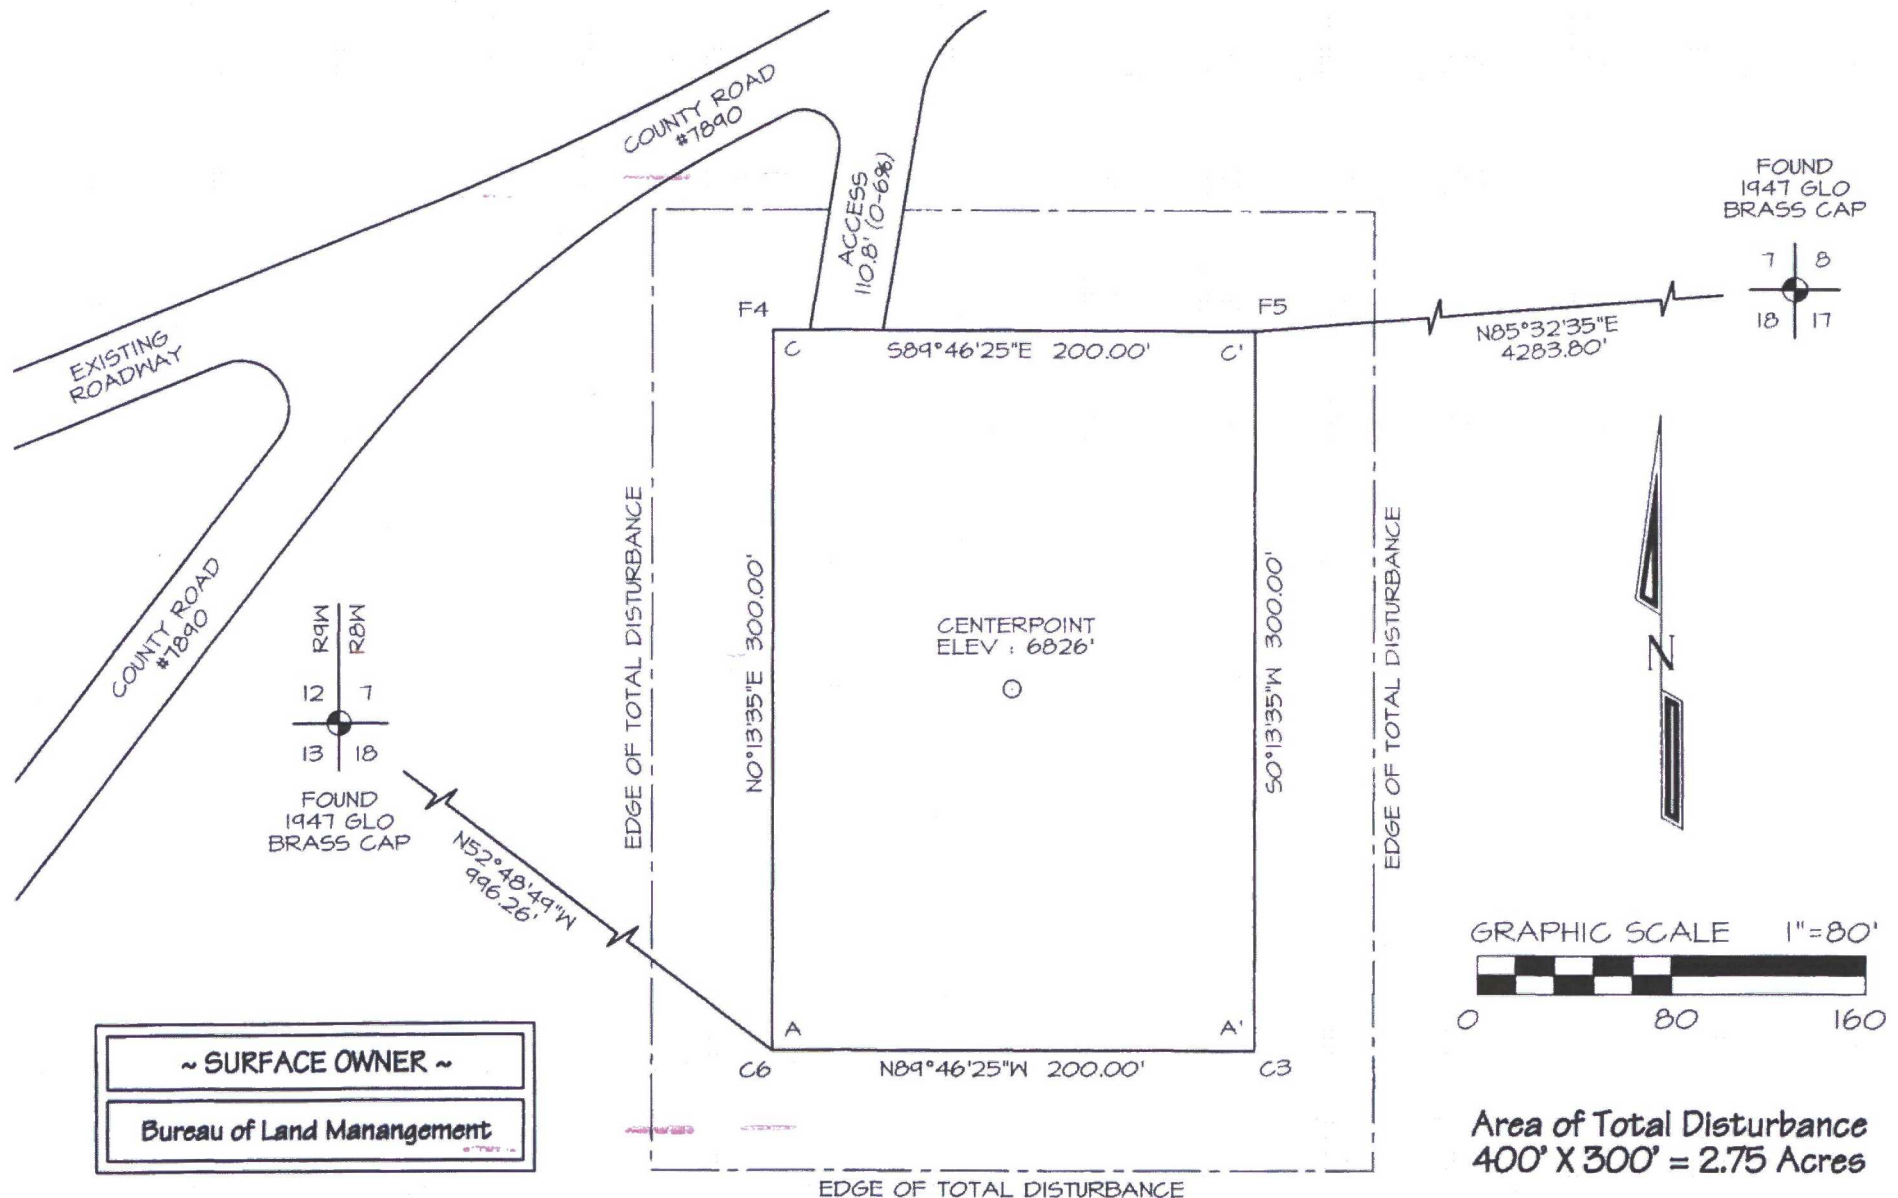 COUNTY ROAD
#7890
ACCESS
110.8' (0-6%)
FOUND
1947 GLO
BRASS CAP
7 8
18 17
F4
F5
N85°32'35"E
4283.80'
C
S89°46'25"E 200.00'
C'
EXISTING
ROADWAY
COUNTY ROAD
#7890
R9W
R8W
12 7
13 18
FOUND
1947 GLO
BRASS CAP
EDGE OF TOTAL DISTURBANCE
N0°13'35"E 300.00'
CENTERPOINT
ELEV : 6826'
S0°13'35"W 300.00'
EDGE OF TOTAL DISTURBANCE
N
N52°48'49"W
996.26'
GRAPHIC SCALE 1"=80'
0 80 160
A
A'
C6
N89°46'25"W 200.00'
C3
~ SURFACE OWNER ~
Bureau of Land Manangement
Area of Total Disturbance
400' X 300' = 2.75 Acres
EDGE OF TOTAL DISTURBANCE